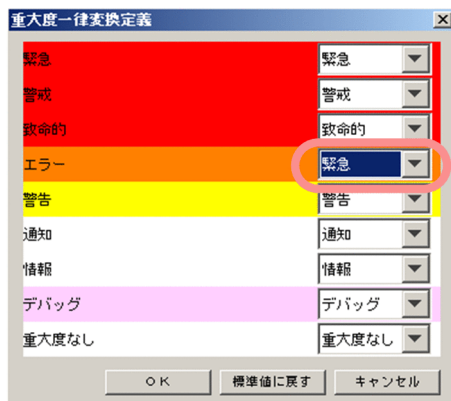 重大度一律変換定義
緊急 緊急
警戒 警戒
致命的 致命的
エラー 緊急
警告 警告
通知 通知
情報 情報
デバッグ デバッグ
重大度なし 重大度なし
OK 標準値に戻す キャンセル